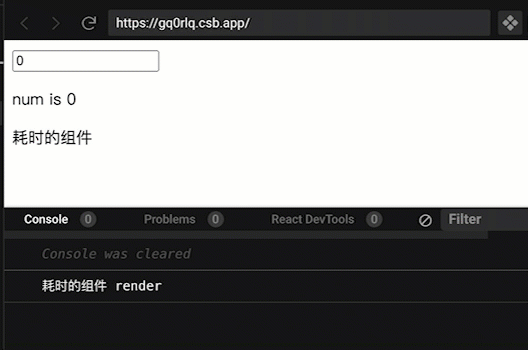 https://gq0rlq.csb.app/
0
num is 0
耗时的组件
Console 0 Problems 0 React DevTools 0 Filter
Console was cleared
耗时的组件 render